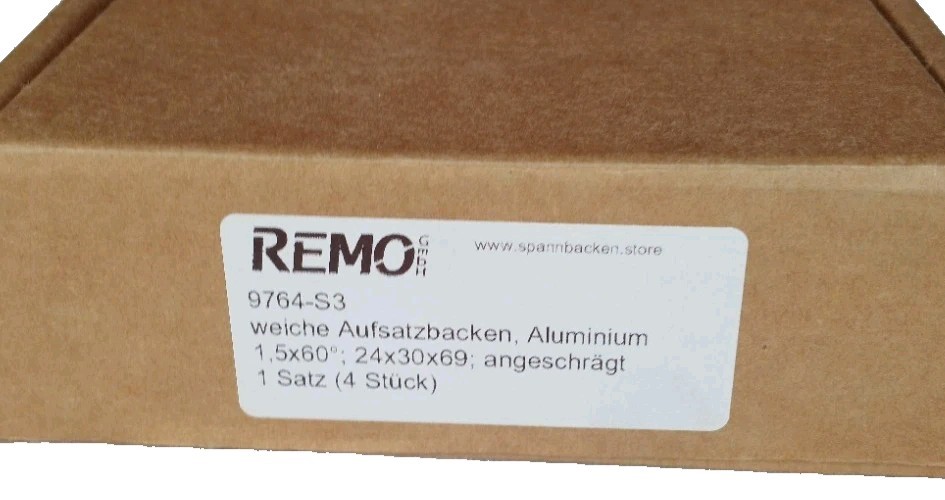 REMO GmbH www.spannbacken.store
9764-S3
weiche Aufsatzbacken, Aluminium
1,5x60°; 24x30x69; angeschrägt
1 Satz (4 Stück)